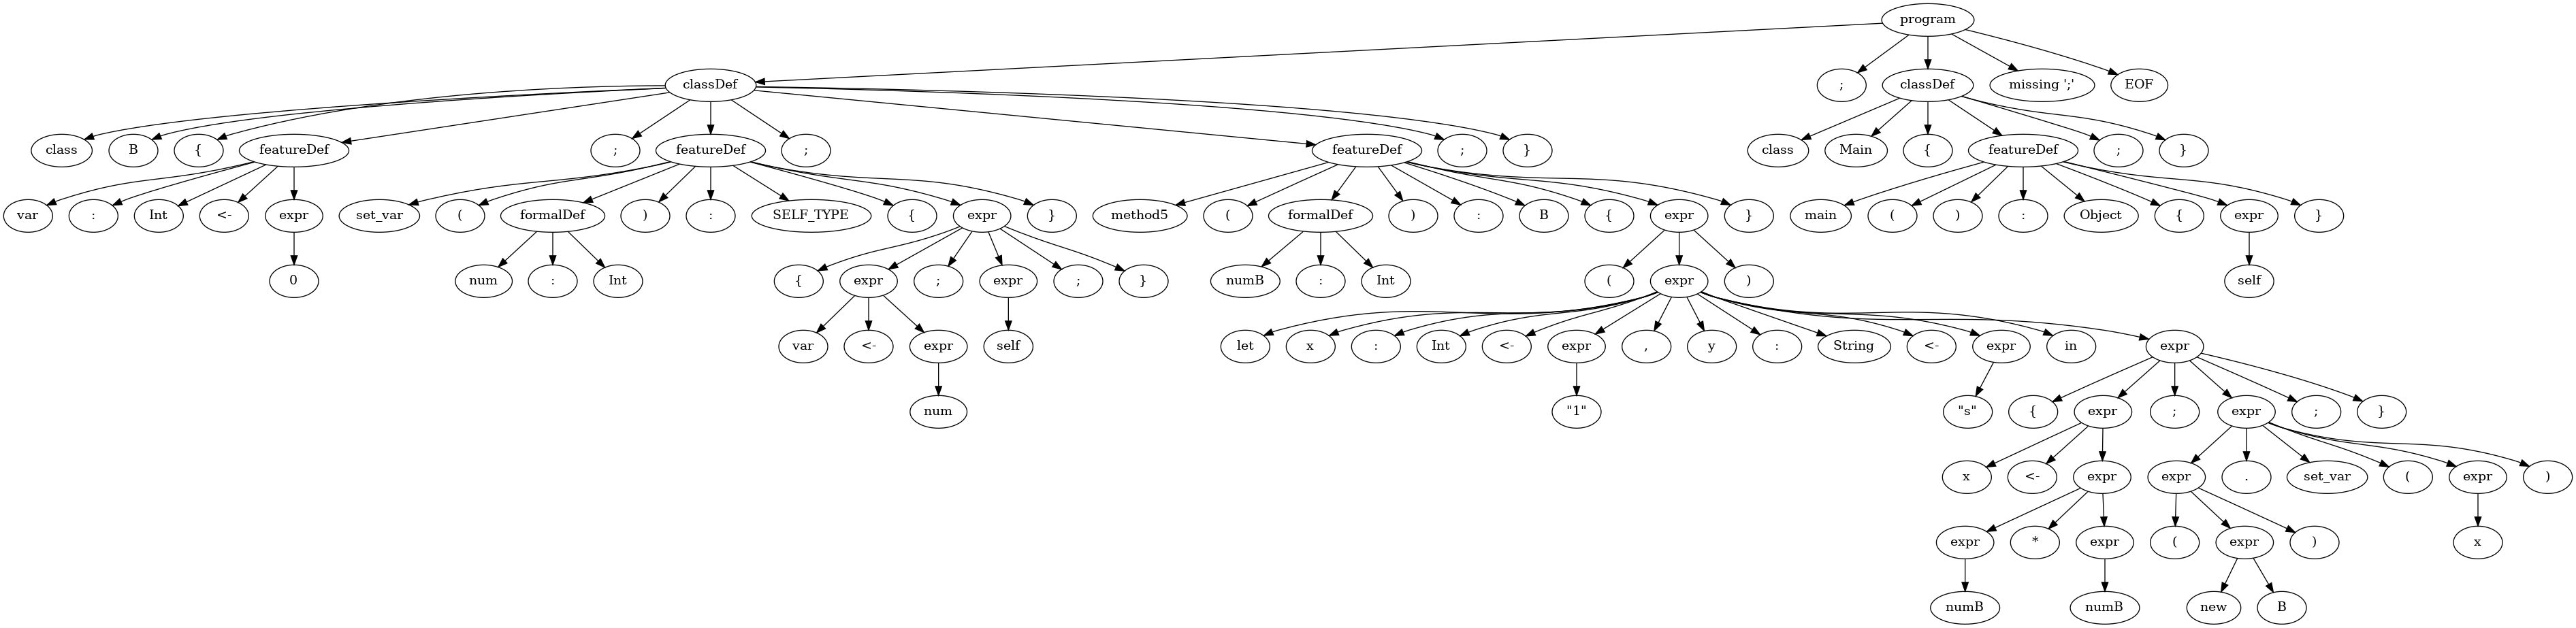 program
classDef ; classDef missing ';' EOF
class B { featureDef ; featureDef ; featureDef ; } class Main { featureDef ; }
var : Int <- expr set_var ( formalDef ) : SELF_TYPE { expr } method5 ( formalDef ) : B { expr } main ( ) : Object { expr }
0 num : Int { expr ; expr ; } numB : Int ( expr ) self
var <- expr self let x : Int <- expr , y : String <- expr in expr
num "1" "s" { expr ; expr ; }
x <- expr expr . set_var ( expr )
expr * expr ( expr ) x
numB numB new B